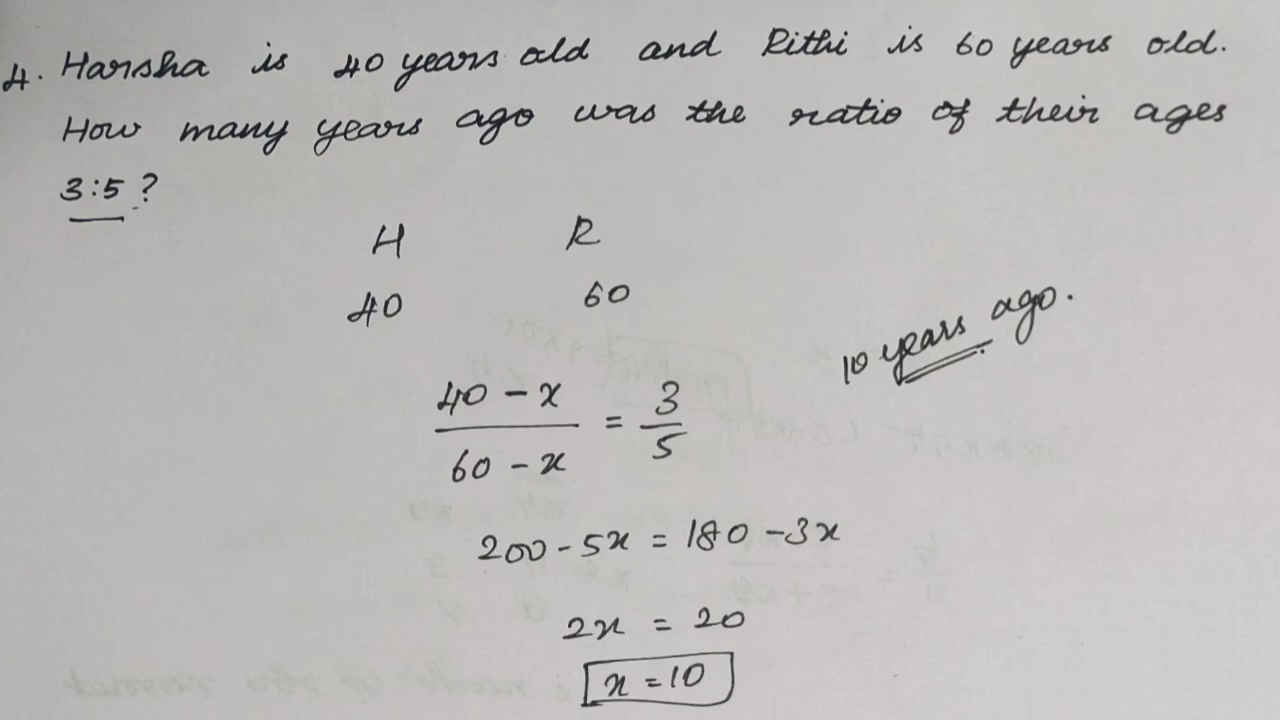 4. Harsha is 40 years old and Rithi is 60 years old.
How many years ago was the ratio of their ages
3:5?
H R
40 60
10 years ago.
40 - x / 60 - x = 3 / 5
200 - 5x = 180 - 3x
2x = 20
x = 10